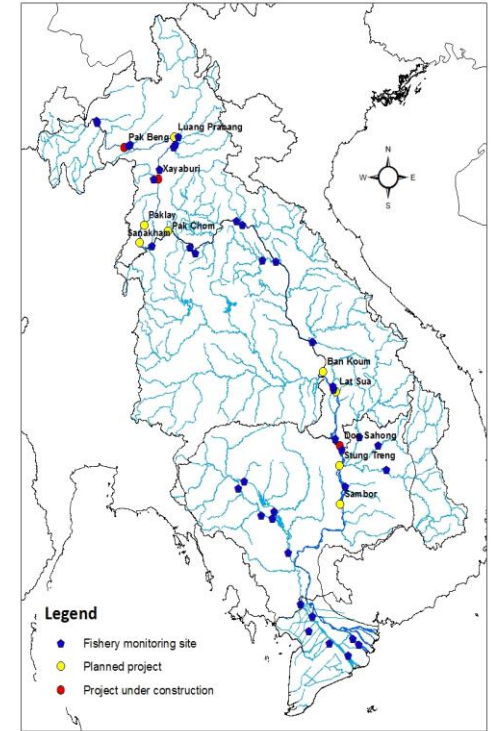 Luang Prabang
Pak Beng
Xayaburi
Paklay
Pak Chom
Sanakham
N
W E
S
Ban Koum
Lat Sua
Don Sahong
Stung Treng
Sambor
Legend
Fishery monitoring site
Planned project
Project under construction